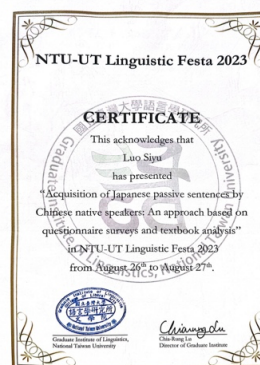 NTU-UT Linguistic Festa 2023
CERTIFICATE
This acknowledges that
Luo Siyu
has presented
“Acquisition of Japanese passive sentences by
Chinese native speakers: An approach based on
questionnaire surveys and textbook analysis”
in NTU-UT Linguistic Festa 2023
from August 26th to August 27th.
Graduate Institute of Linguistics,
National Taiwan University
Chia-Rung Lu
Director of Graduate Institute